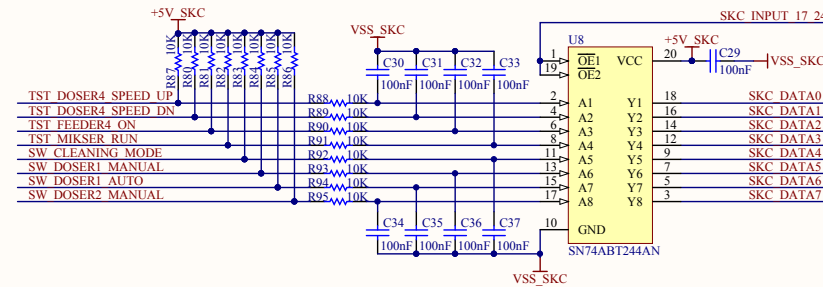 +5V_SKC
SKC_INPUT_17_24
VSS_SKC
U8
+5V_SKC
10K 10K 10K 10K 10K 10K 10K 10K
R87 R80 R81 R82 R83 R84 R85 R86
C30 C31 C32 C33
100nF 100nF 100nF 100nF
1 OE1 VCC 20
19 OE2
C29
100nF
VSS_SKC
TST_DOSER4_SPEED_UP R88 10K 2 A1 Y1 18 SKC_DATA0
TST_DOSER4_SPEED_DN R89 10K 4 A2 Y2 16 SKC_DATA1
TST_FEEDER4_ON R90 10K 6 A3 Y3 14 SKC_DATA2
TST_MIKSER_RUN R91 10K 8 A4 Y4 12 SKC_DATA3
SW_CLEANING_MODE R92 10K 11 A5 Y5 9 SKC_DATA4
SW_DOSER1_MANUAL R93 10K 13 A6 Y6 7 SKC_DATA5
SW_DOSER1_AUTO R94 10K 15 A7 Y7 5 SKC_DATA6
SW_DOSER2_MANUAL R95 10K 17 A8 Y8 3 SKC_DATA7
C34 C35 C36 C37
100nF 100nF 100nF 100nF
10 GND
SN74ABT244AN
VSS_SKC